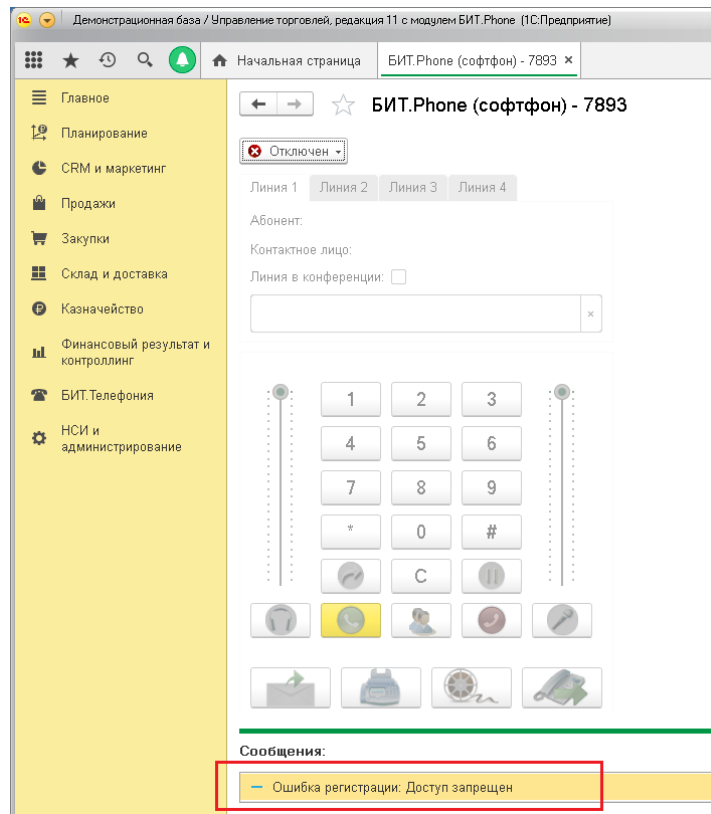 Демонстрационная база / Управление торговлей, редакция 11 с модулем БИТ.Phone (1С:Предприятие)
Начальная страница
БИТ.Phone (софтфон) - 7893 ×
Главное
Планирование
CRM и маркетинг
Продажи
Закупки
Склад и доставка
Казначейство
Финансовый результат и
контроллинг
БИТ.Телефония
НСИ и
администрирование
БИТ.Phone (софтфон) - 7893
Отключен
Линия 1 Линия 2 Линия 3 Линия 4
Абонент:
Контактное лицо:
Линия в конференции:
×
1 2 3
4 5 6
7 8 9
* 0 #
C
Сообщения:
– Ошибка регистрации: Доступ запрещен